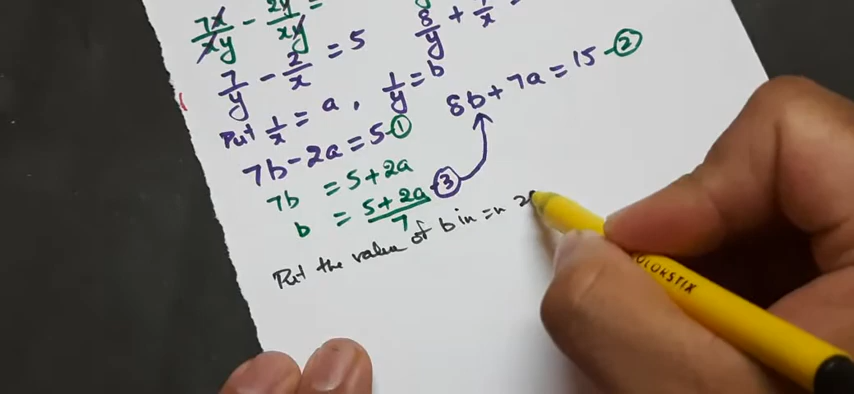 7x/xy - 2y/xy =
8/y + 7/x =
7/y - 2/x = 5
Put 1/x = a, 1/y = b
7b - 2a = 5 - ①
8b + 7a = 15 - ②
7b = 5 + 2a
b = 5 + 2a/7 - ③
Put the value of b in =n 2
COLOKSTIX